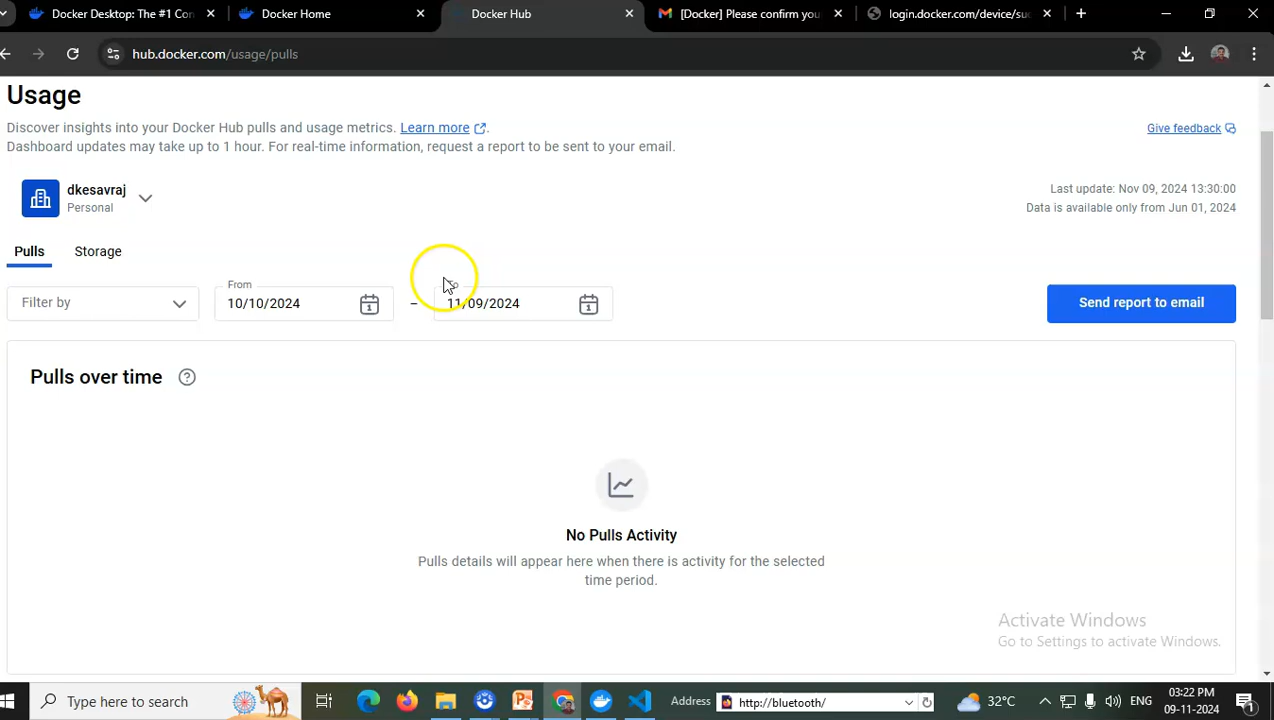 Docker Desktop: The #1 Con
Docker Home
Docker Hub
[Docker] Please confirm you
login.docker.com/device/suc
hub.docker.com/usage/pulls
Usage
Discover insights into your Docker Hub pulls and usage metrics. Learn more.
Give feedback
Dashboard updates may take up to 1 hour. For real-time information, request a report to be sent to your email.
dkesavraj
Personal
Last update: Nov 09, 2024 13:30:00
Data is available only from Jun 01, 2024
Pulls
Storage
From
Filter by
10/10/2024
–
11/09/2024
Send report to email
Pulls over time
No Pulls Activity
Pulls details will appear here when there is activity for the selected
time period.
Activate Windows
Go to Settings to activate Windows.
Type here to search
Address
http://bluetooth/
32°C
ENG
03:22 PM
09-11-2024
1